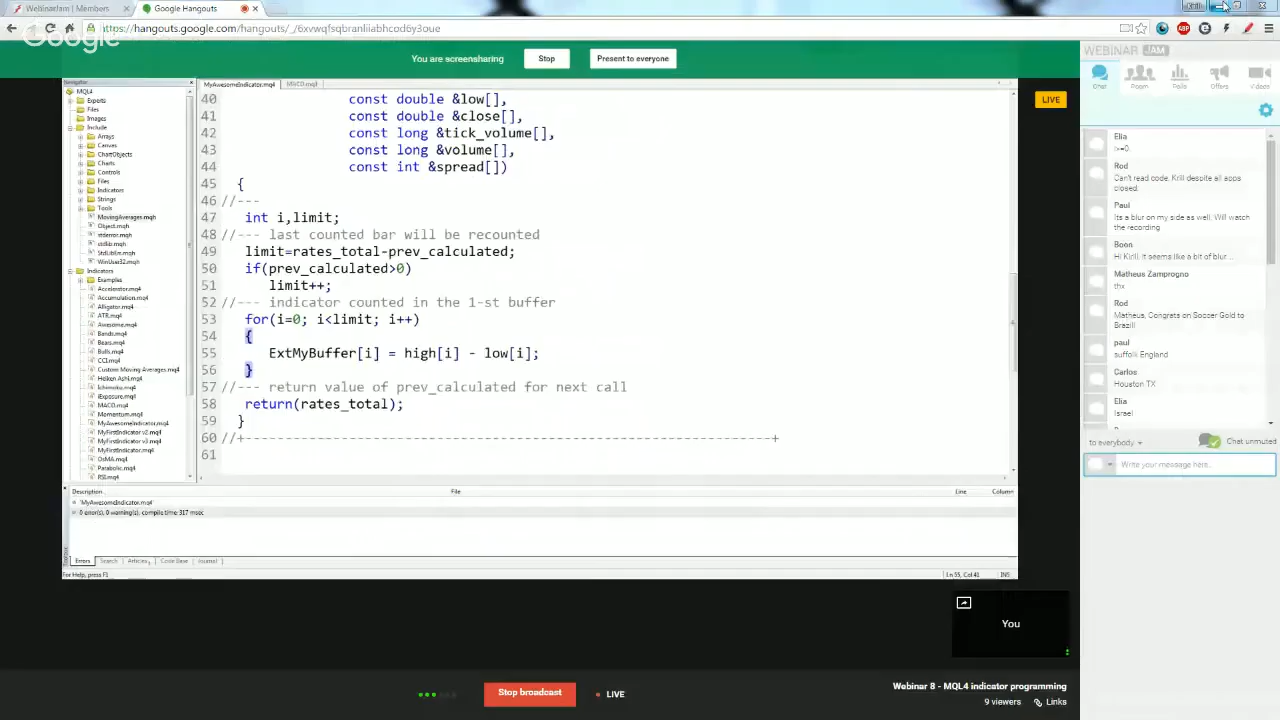 WebinarJam | Members
Google Hangouts
https://hangouts.google.com/hangouts/_/6xvwqfsqbranliiabhcod6y3oue
Google
You are screensharing
Stop
Present to everyone
WEBINAR JAM
LIVE
Chat
Room
Polls
Offers
Videos
Navigator
MQL4
Experts
Files
Images
Include
Arrays
Canvas
ChartObjects
Charts
Controls
Files
Indicators
Strings
Tools
MovingAverages.mqh
Object.mqh
stderror.mqh
stdlib.mqh
StdLibErr.mqh
WinUser32.mqh
Indicators
Examples
Accelerator.mq4
Accumulation.mq4
Alligator.mq4
ATR.mq4
Awesome.mq4
Bands.mq4
Bears.mq4
Bulls.mq4
CCI.mq4
Custom Moving Averages.mq4
Heiken Ashi.mq4
Ichimoku.mq4
iExposure.mq4
MACD.mq4
Momentum.mq4
MyAwesomeIndicator.mq4
MyFirstIndicator v2.mq4
MyFirstIndicator v3.mq4
MyFirstIndicator.mq4
OsMA.mq4
Parabolic.mq4
RSI.mq4
MyAwesomeIndicator.mq4
MACD.mq4
40 const double &low[],
41 const double &close[],
42 const long &tick_volume[],
43 const long &volume[],
44 const int &spread[])
45 {
46 //---
47 int i,limit;
48 //--- last counted bar will be recounted
49 limit=rates_total-prev_calculated;
50 if(prev_calculated>0)
51 limit++;
52 //--- indicator counted in the 1-st buffer
53 for(i=0; i<limit; i++)
54 {
55 ExtMyBuffer[i] = high[i] - low[i];
56 }
57 //--- return value of prev_calculated for next call
58 return(rates_total);
59 }
60 //+------------------------------------------------------------------+
61
Description
File
Line
Column
'MyAwesomeIndicator.mq4'
0 error(s), 0 warning(s), compile time: 317 msec
Toolbox
Errors
Search
Articles
Code Base
Journal
For Help, press F1
Ln 55, Col 41
INS
Elia
i>=0.
Rod
Can't read code. Krill despite all apps
closed.
Paul
Its a blur on my side as well. Will watch
the recording
Boon
Hi Kirill, It seems like a bit of blur...
Matheus Zamprogno
thx
Rod
Matheus, Congrats on Soccer Gold to
Brazil!
paul
suffolk England
Carlos
Houston TX
Elia
Israel
to everybody
Chat unmuted
Write your message here...
You
Stop broadcast
LIVE
Webinar 8 - MQL4 indicator programming
9 viewers
Links